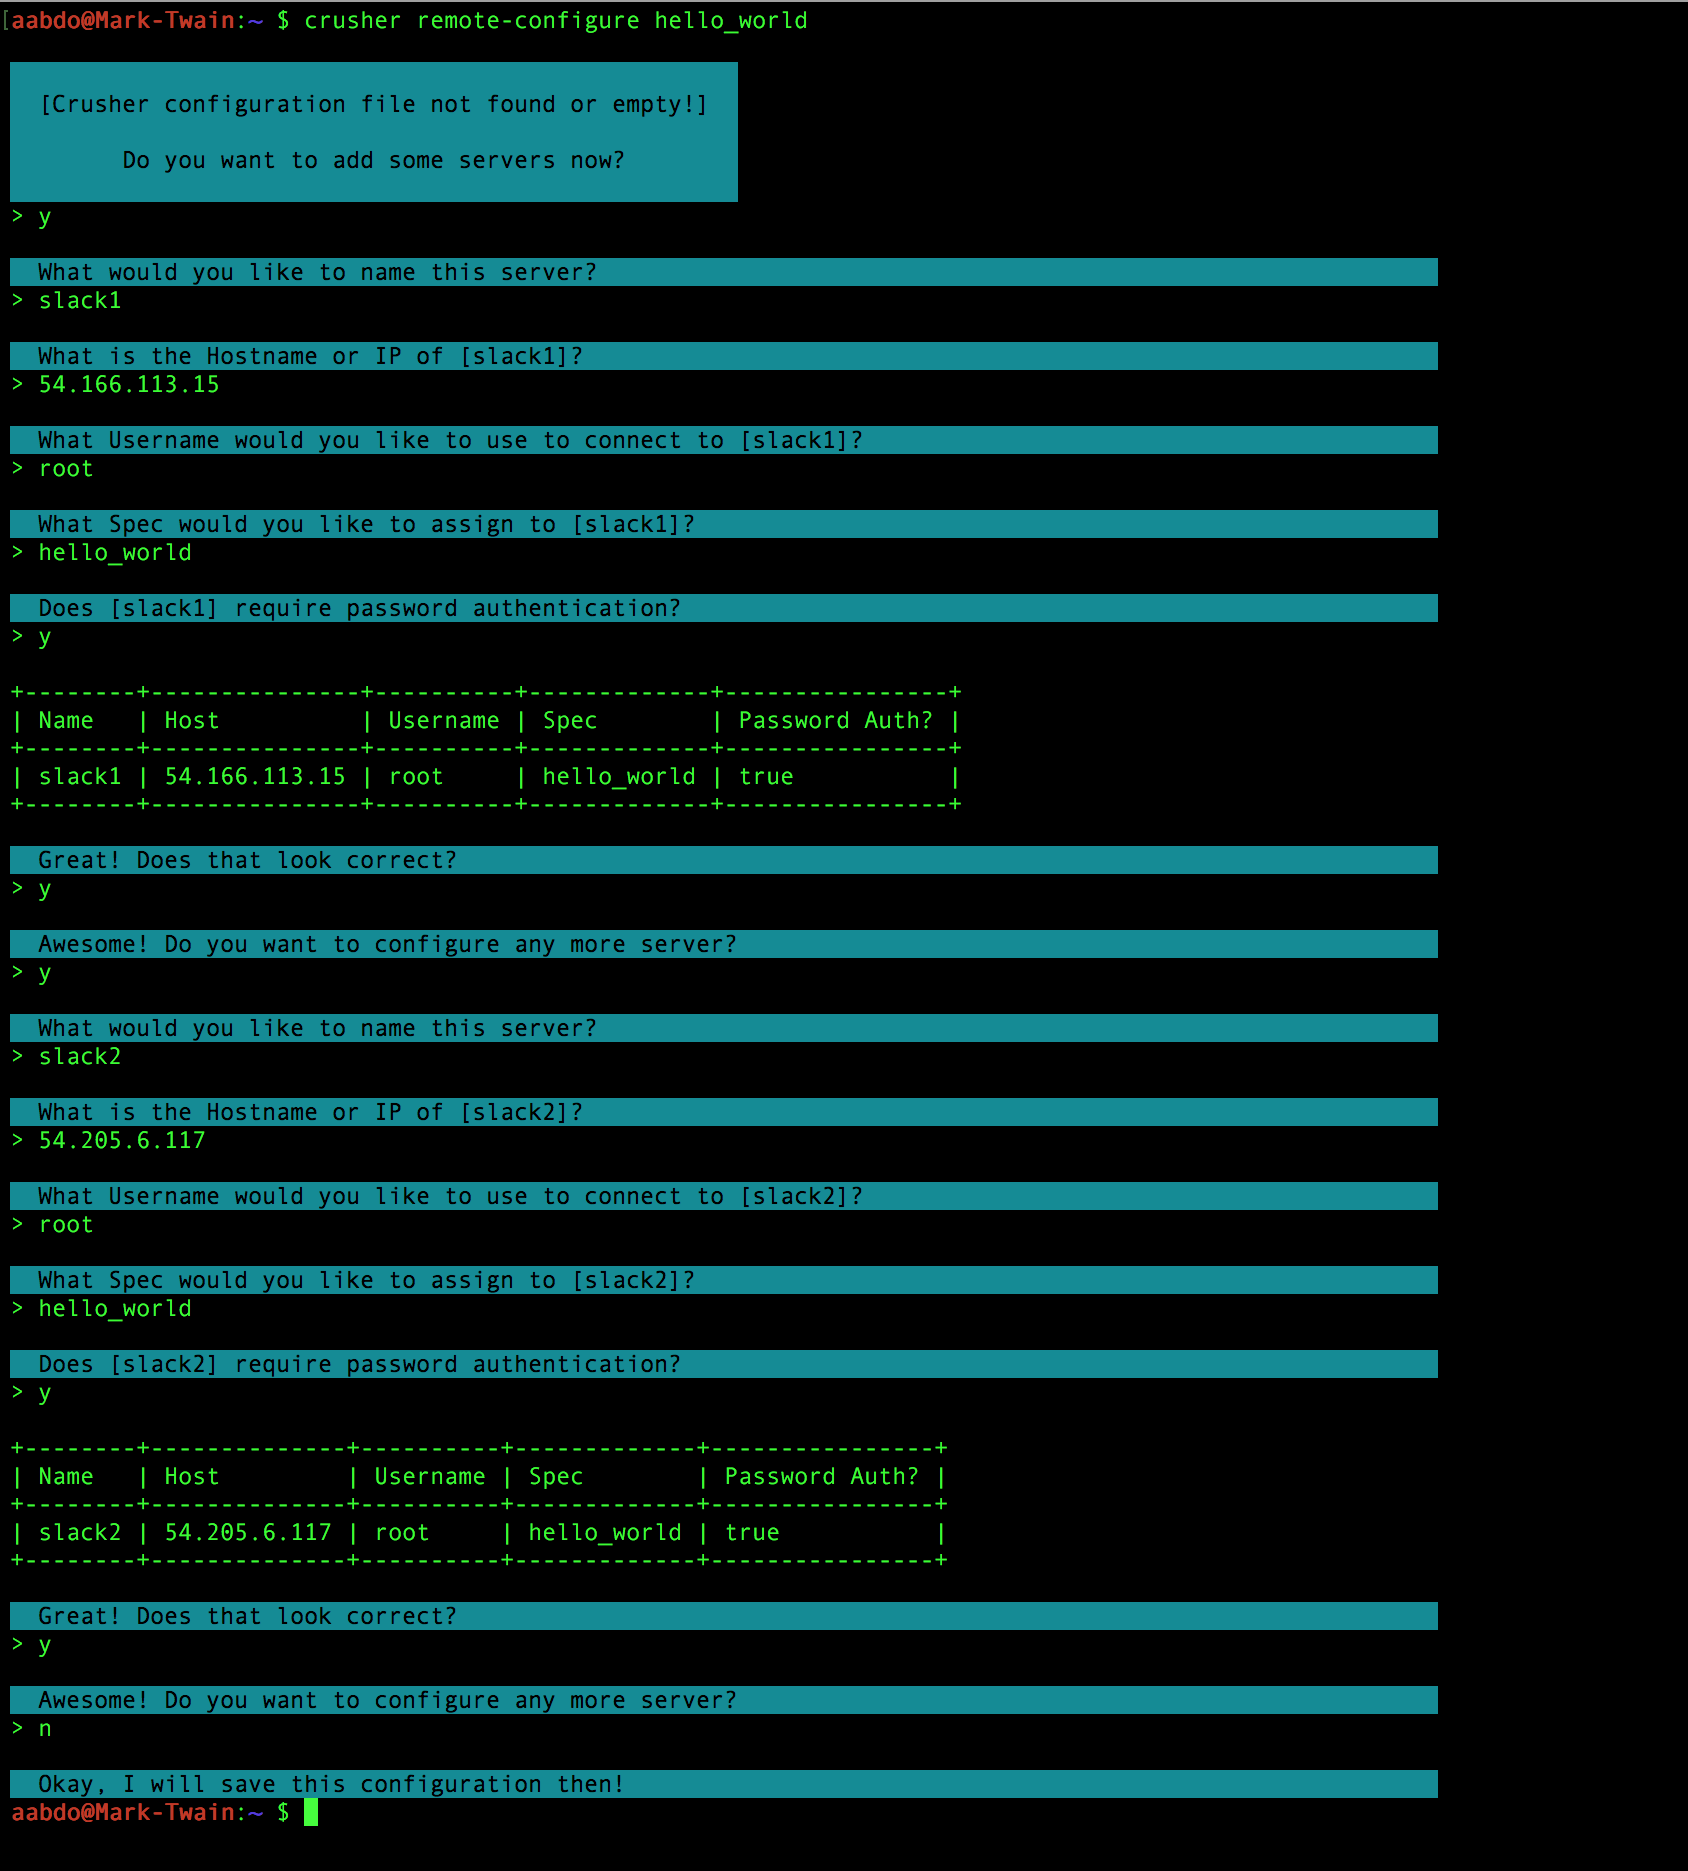 [aabdo@Mark-Twain:~ $ crusher remote-configure hello_world
[Crusher configuration file not found or empty!]
Do you want to add some servers now?
> y
What would you like to name this server?
> slack1
What is the Hostname or IP of [slack1]?
> 54.166.113.15
What Username would you like to use to connect to [slack1]?
> root
What Spec would you like to assign to [slack1]?
> hello_world
Does [slack1] require password authentication?
> y
+--------+---------------+----------+-------------+----------------+
| Name   | Host          | Username | Spec        | Password Auth? |
+--------+---------------+----------+-------------+----------------+
| slack1 | 54.166.113.15 | root     | hello_world | true           |
+--------+---------------+----------+-------------+----------------+
Great! Does that look correct?
> y
Awesome! Do you want to configure any more server?
> y
What would you like to name this server?
> slack2
What is the Hostname or IP of [slack2]?
> 54.205.6.117
What Username would you like to use to connect to [slack2]?
> root
What Spec would you like to assign to [slack2]?
> hello_world
Does [slack2] require password authentication?
> y
+--------+--------------+----------+-------------+----------------+
| Name   | Host         | Username | Spec        | Password Auth? |
+--------+--------------+----------+-------------+----------------+
| slack2 | 54.205.6.117 | root     | hello_world | true           |
+--------+--------------+----------+-------------+----------------+
Great! Does that look correct?
> y
Awesome! Do you want to configure any more server?
> n
Okay, I will save this configuration then!
aabdo@Mark-Twain:~ $